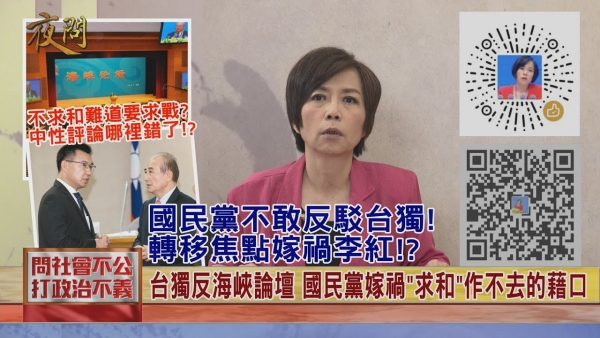 夜問
海峽論壇
不求和難道要求戰?
中性評論哪裡錯了!?
國民黨不敢反駁台獨!
轉移焦點嫁禍李紅!?
問社會不公
打政治不義
台獨反海峽論壇 國民黨嫁禍"求和"作不去的藉口